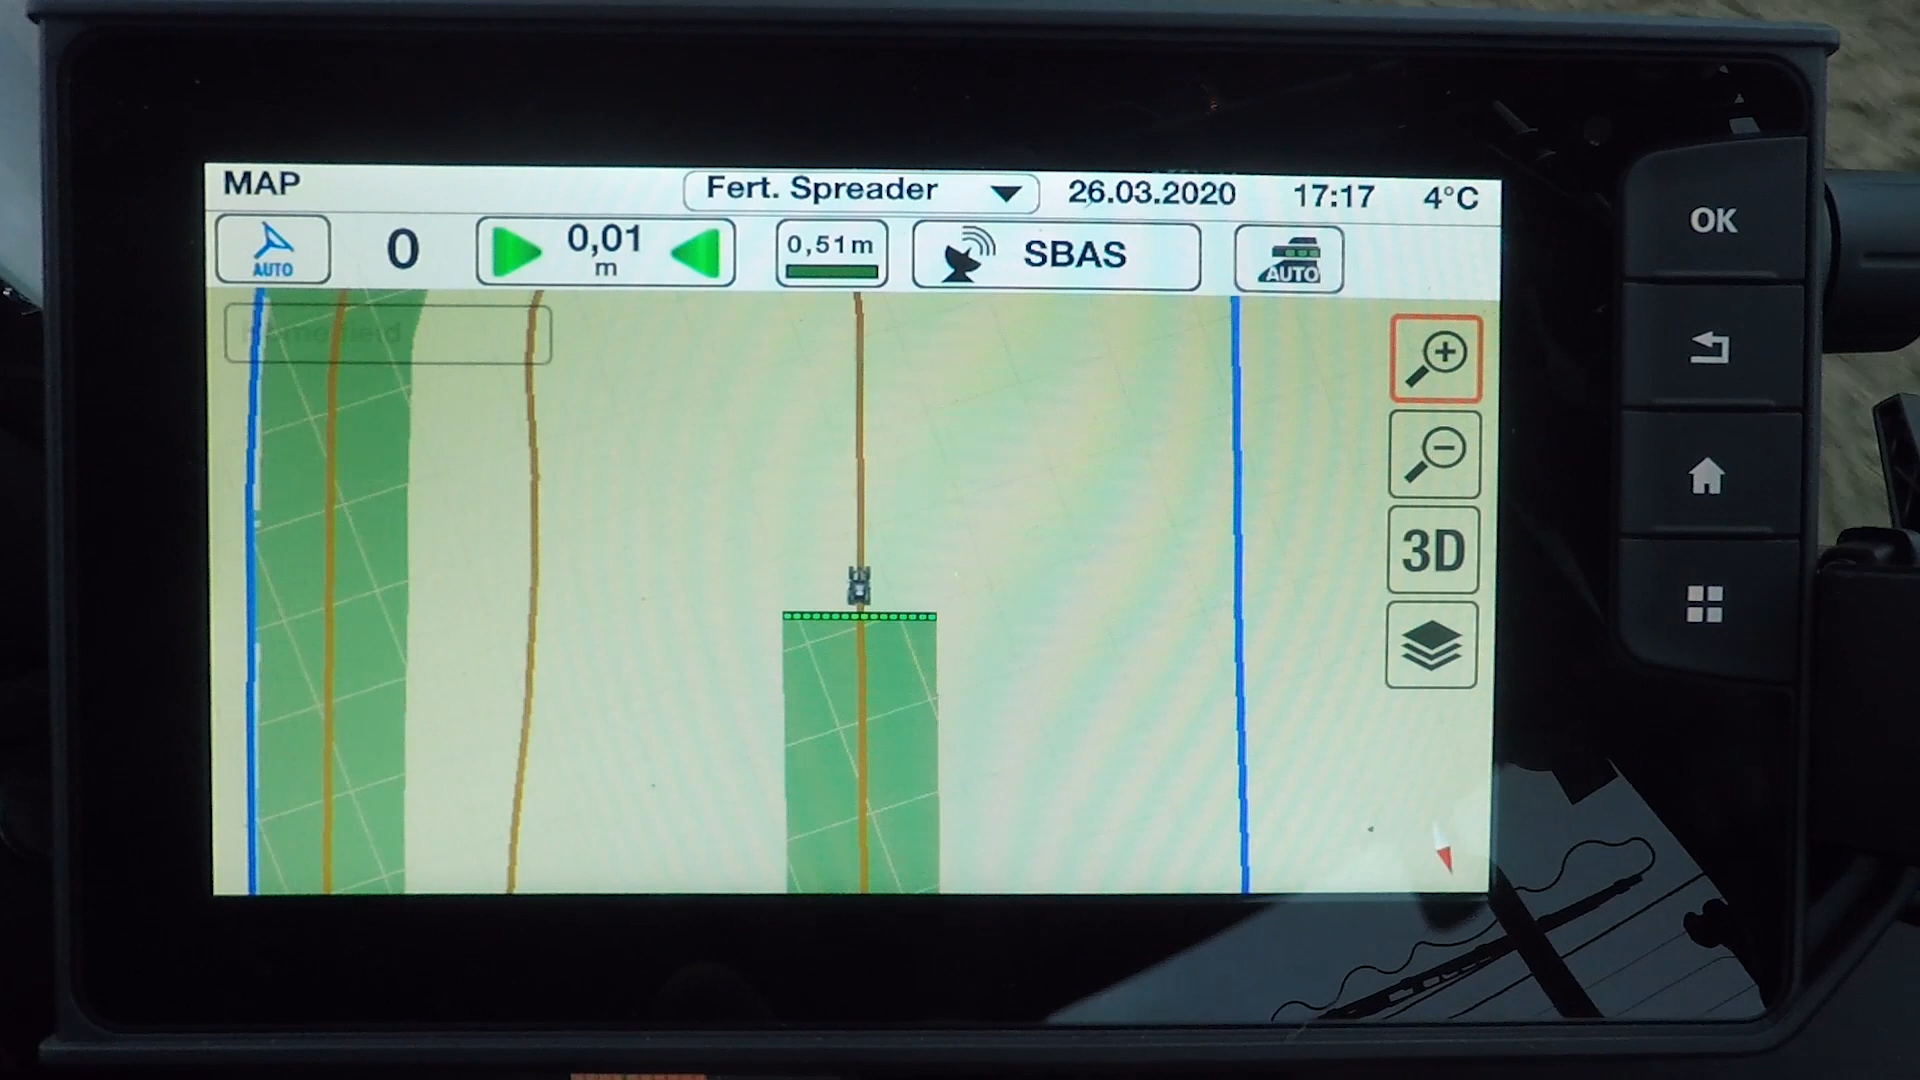 MAP
Fert. Spreader
26.03.2020
17:17
4°C
AUTO
0
0,01
m
0,51m
SBAS
AUTO
3D
OK